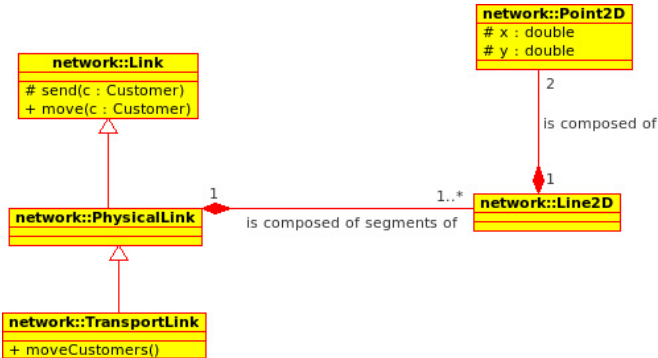 network::Point2D
# x : double
# y : double
network::Link
# send(c : Customer)
+ move(c : Customer)
2
is composed of
1
1
1..*
network::PhysicalLink
is composed of segments of
network::Line2D
network::TransportLink
+ moveCustomers()